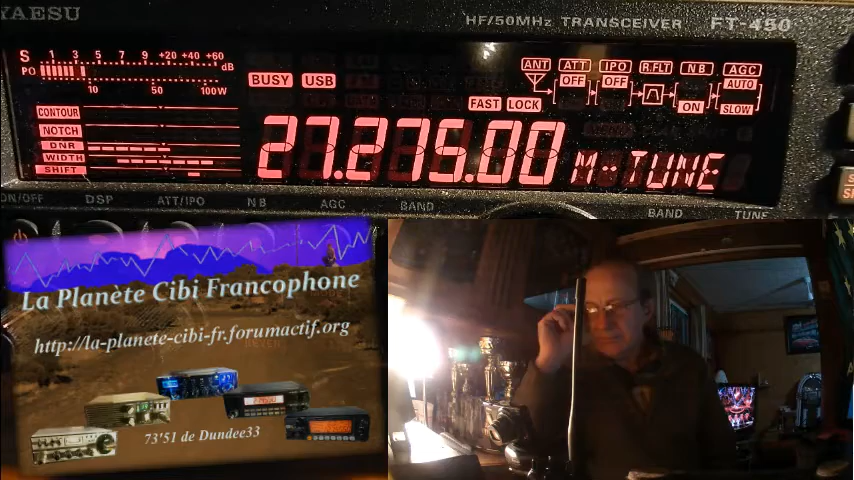 YAESU
HF/50MHz TRANSCEIVER FT-450
S 1 3 5 7 9 +20 +40 +60 dB
PO 10 50 100W
BUSY USB
ANT ATT IPO R.FLT NB AGC
OFF OFF AUTO
FAST LOCK ON SLOW
CONTOUR
NOTCH
DNR
WIDTH
SHIFT
27.275.00 M-TUNE
ON/OFF DSP ATT/IPO NB AGC BAND BAND TUNE
La Planète Cibi Francophone
http://la-planete-cibi-fr.forumactif.org
73'51 de Dundee33